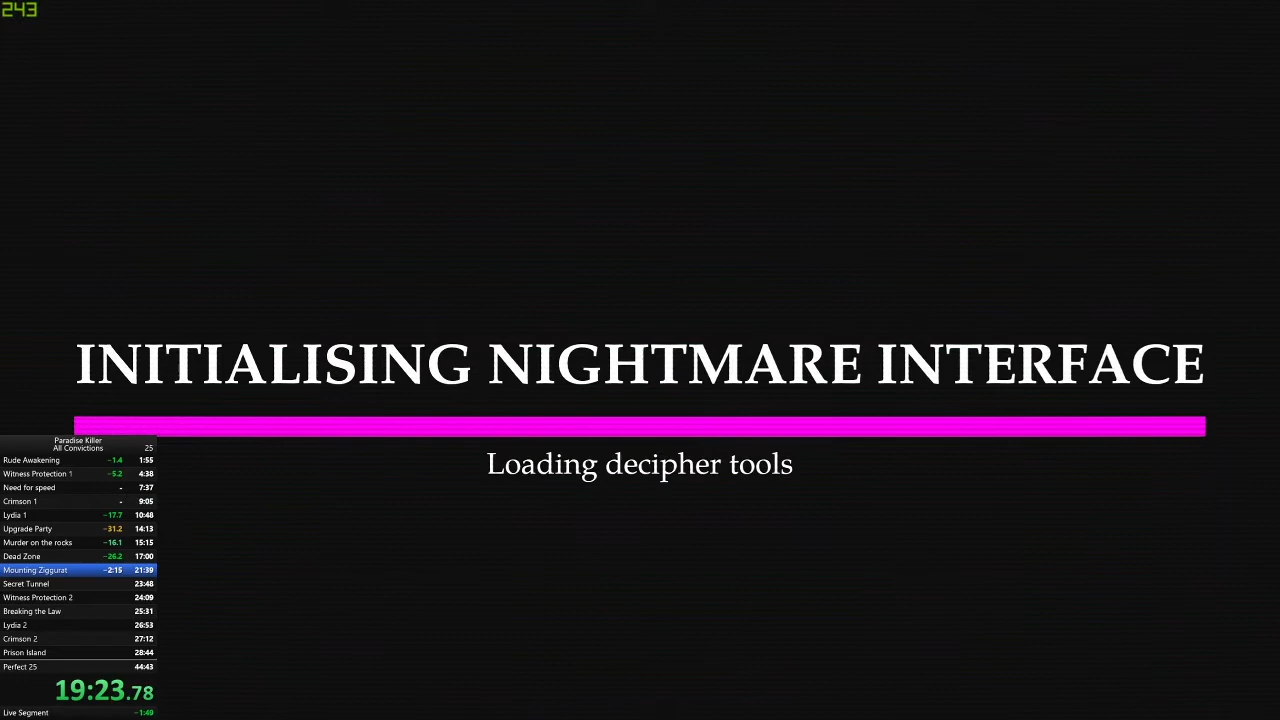 243
INITIALISING NIGHTMARE INTERFACE
Loading decipher tools
Paradise Killer
All Convictions 25
Rude Awakening −1.4 1:55
Witness Protection 1 −5.2 4:38
Need for speed - 7:37
Crimson 1 - 9:05
Lydia 1 −17.7 10:48
Upgrade Party −31.2 14:13
Murder on the rocks −16.1 15:15
Dead Zone −26.2 17:00
Mounting Ziggurat −2:15 21:39
Secret Tunnel 23:48
Witness Protection 2 24:09
Breaking the Law 25:31
Lydia 2 26:53
Crimson 2 27:12
Prison Island 28:44
Perfect 25 44:43
19:23.78
Live Segment −1:49